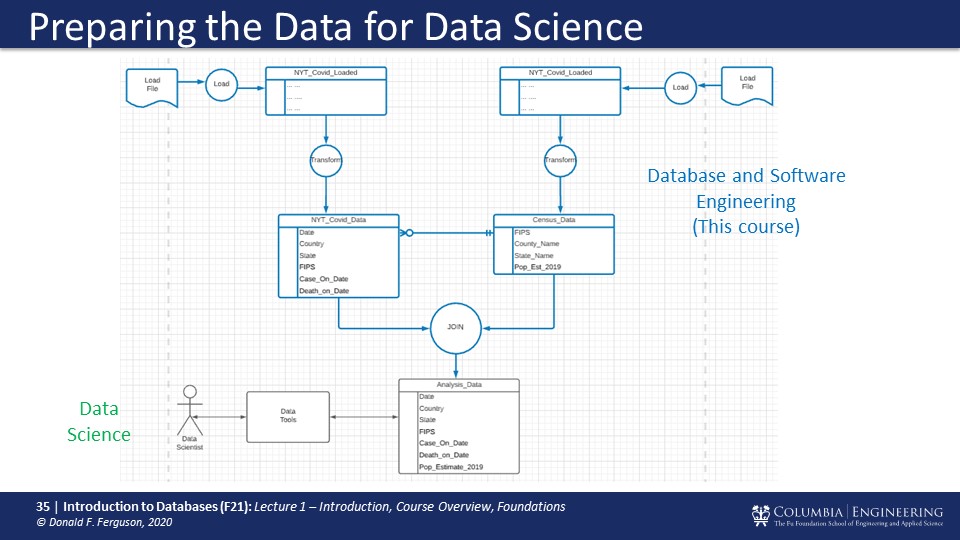 Preparing the Data for Data Science
Load
File
Load
NYT_Covid_Loaded
... ...
... ....
... ...
NYT_Covid_Loaded
... ...
... ....
... ...
Load
Load
File
Transform
Transform
Database and Software
Engineering
(This course)
NYT_Covid_Data
Date
Country
State
FIPS
Case_On_Date
Death_on_Date
Census_Data
FIPS
County_Name
State_Name
Pop_Est_2019
JOIN
Data
Science
Data
Scientist
Data
Tools
Analysis_Data
Date
Country
State
FIPS
Case_On_Date
Death_on_Date
Pop_Estimate_2019
35 | Introduction to Databases (F21): Lecture 1 – Introduction, Course Overview, Foundations
© Donald F. Ferguson, 2020
COLUMBIA | ENGINEERING
The Fu Foundation School of Engineering and Applied Science